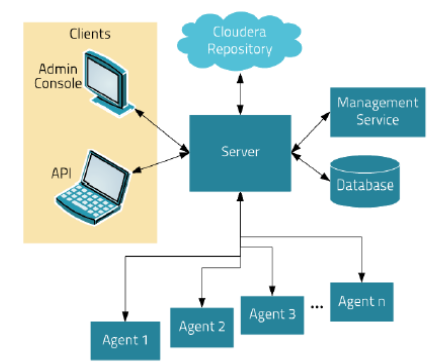 Clients
Admin
Console
API
Cloudera
Repository
Server
Management
Service
Database
Agent 1
Agent 2
Agent 3
...
Agent n